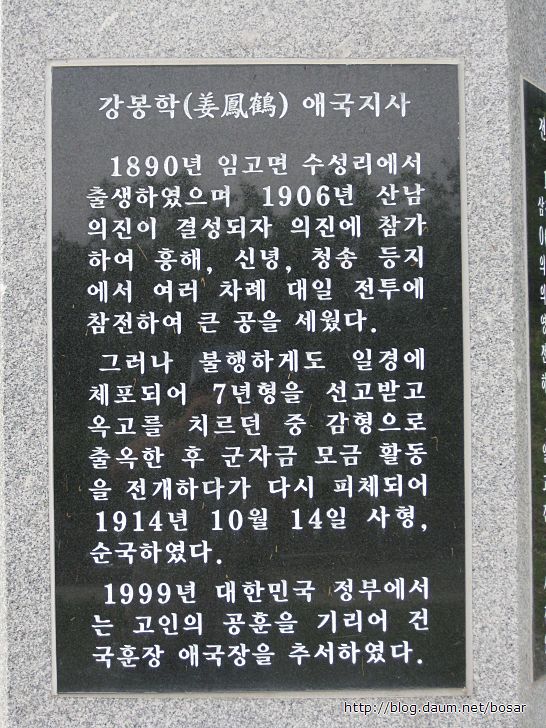 강봉학(姜鳳鶴) 애국지사
1890년 임고면 수성리에서
출생하였으며 1906년 산남
의진이 결성되자 의진에 참가
하여 흥해, 신녕, 청송 등지
에서 여러 차례 대일 전투에
참전하여 큰 공을 세웠다.
그러나 불행하게도 일경에
체포되어 7년형을 선고받고
옥고를 치르던 중 감형으로
출옥한 후 군자금 모금 활동
을 전개하다가 다시 피체되어
1914년 10월 14일 사형,
순국하였다.
1999년 대한민국 정부에서
는 고인의 공훈을 기리어 건
국훈장 애국장을 추서하였다.
http://blog.daum.net/bosar